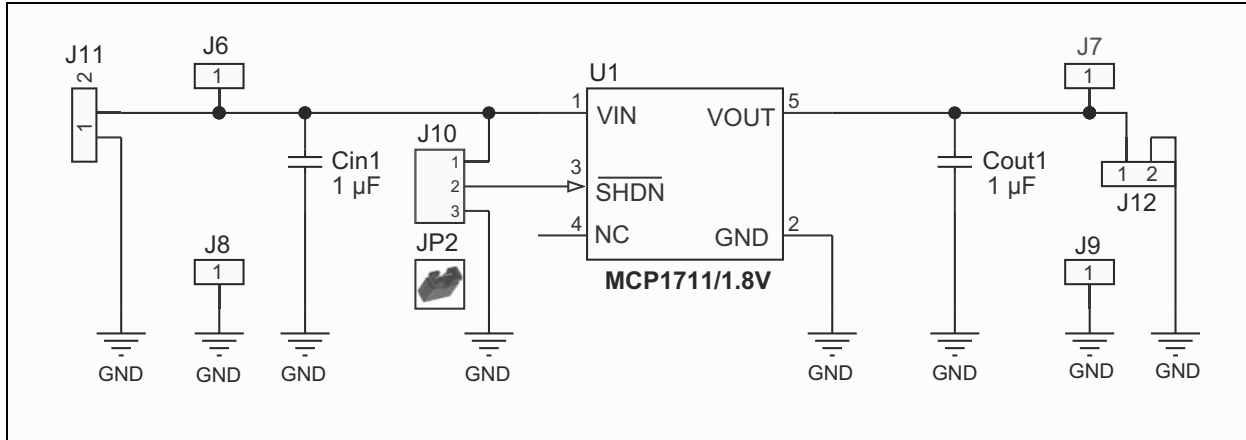 J11
2
1
J6
1
J8
1
Cin1
1 µF
J10
1
2
3
JP2
U1
1
VIN
3
SHDN
4
NC
VOUT
5
GND
2
MCP1711/1.8V
Cout1
1 µF
J7
1
1 2
J12
J9
1
GND
GND
GND
GND
GND
GND
GND
GND